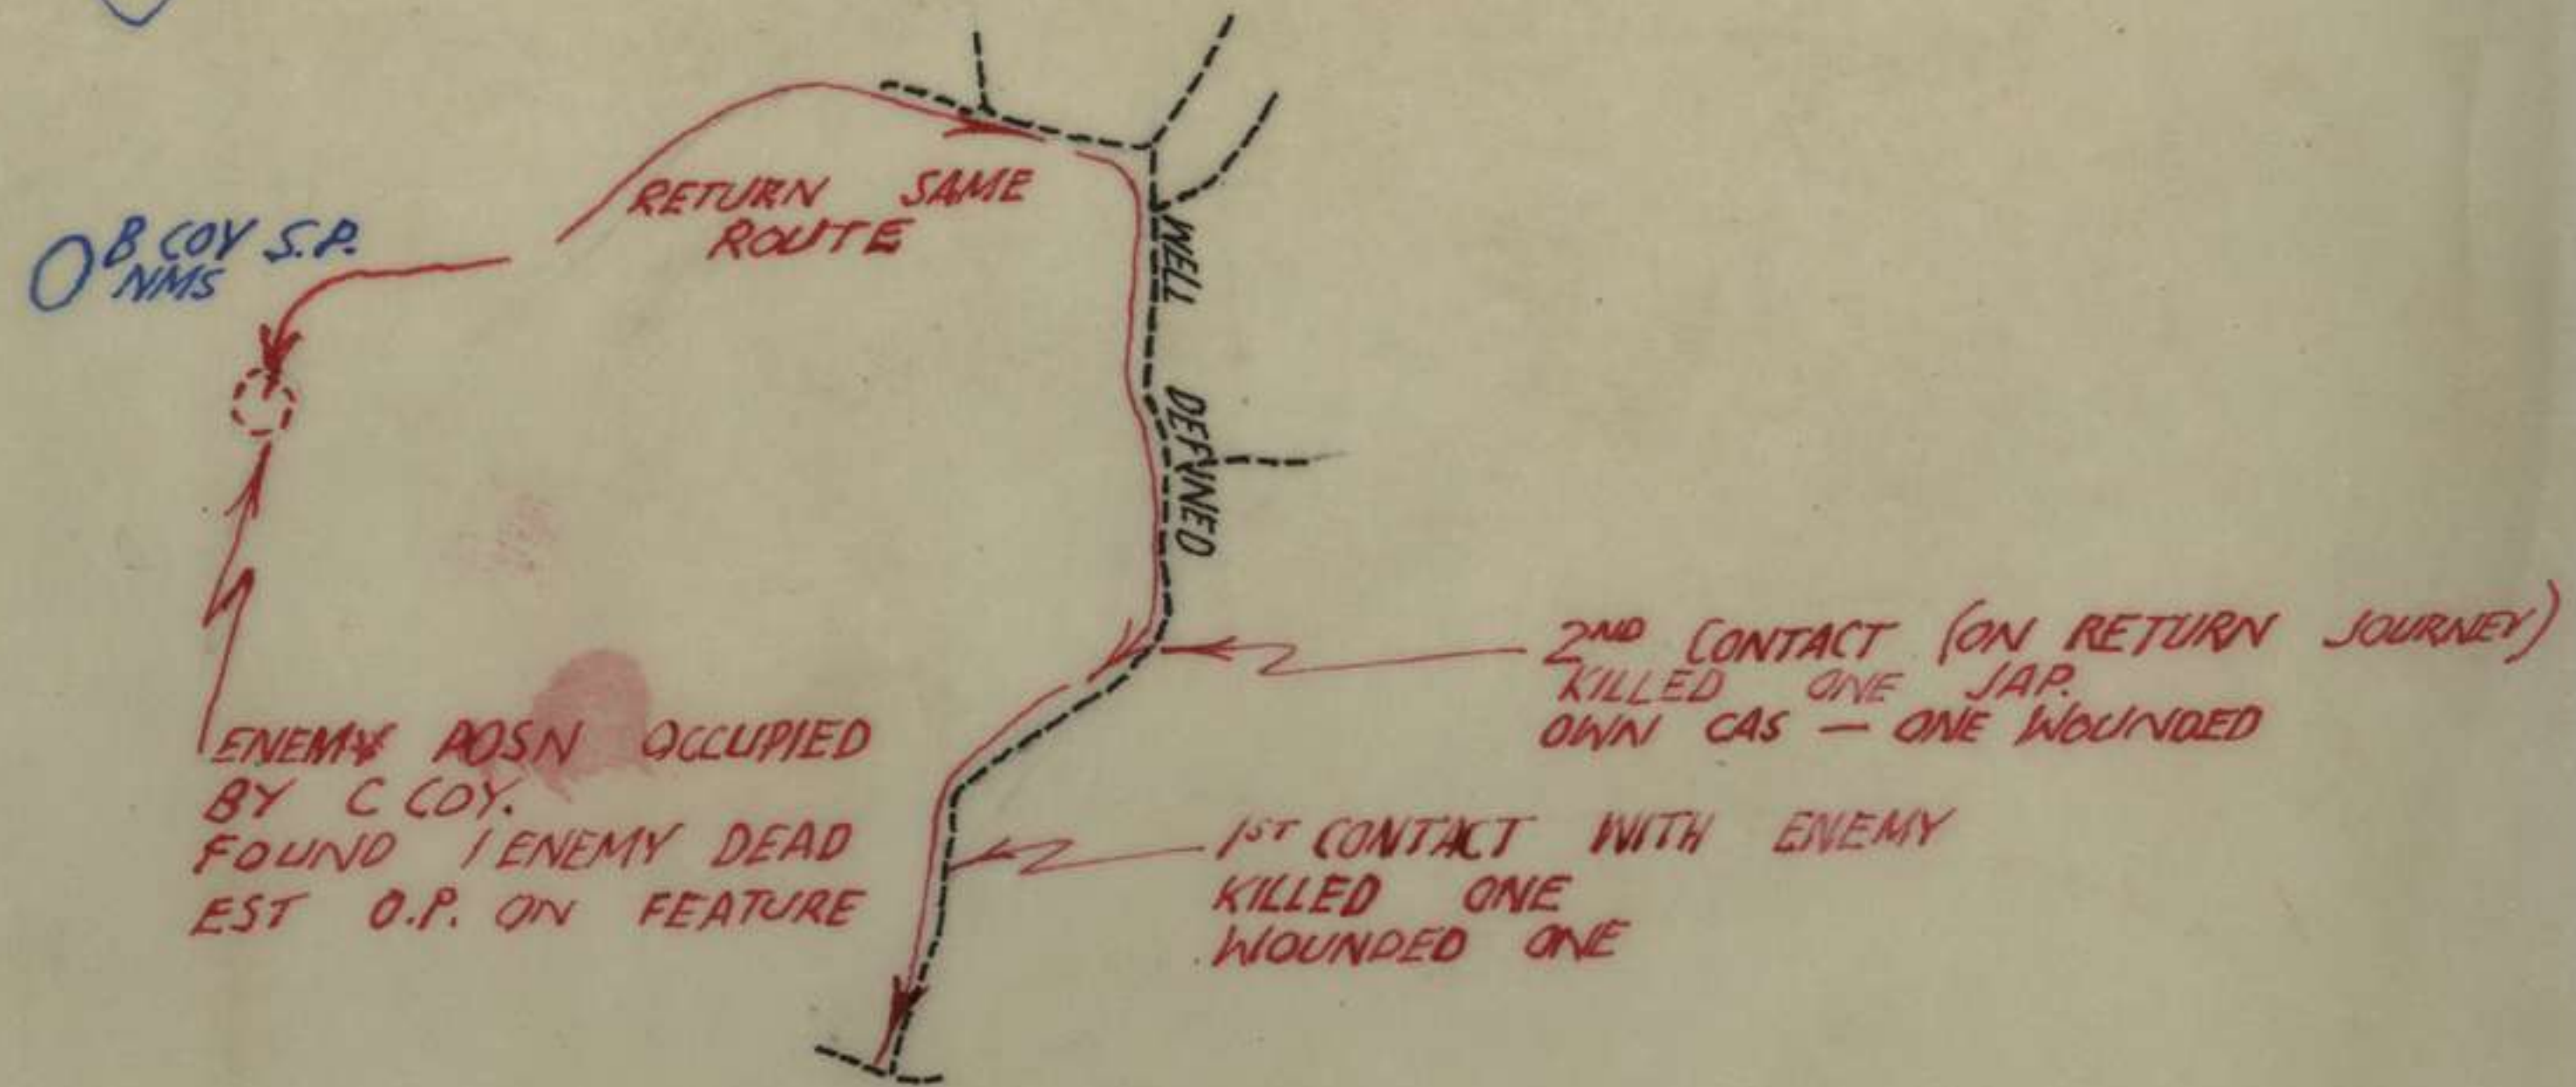 B COY S.P.
NMS
RETURN SAME
ROUTE
WELL DEFINNED
2ND CONTACT (ON RETURN JOURNEY)
KILLED ONE JAP.
OWN CAS — ONE WOUNDED
ENEMY POSN OCCUPIED
BY C COY.
FOUND 1 ENEMY DEAD
EST O.P. ON FEATURE
1ST CONTACT WITH ENEMY
KILLED ONE
WOUNDED ONE